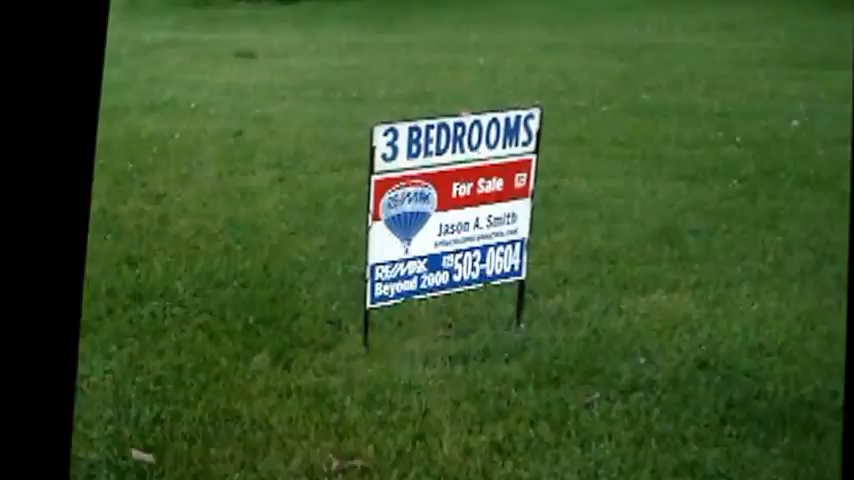 3 BEDROOMS
For Sale
RE/MAX
Jason A. Smith
RE/MAX
503-0604
Beyond 2000